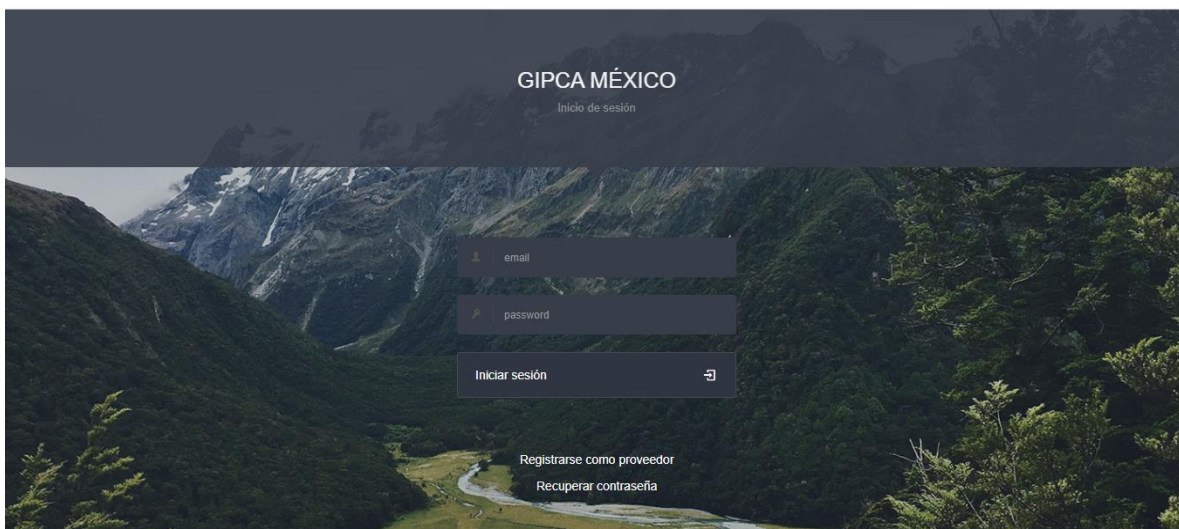 GIPCA MÉXICO
Inicio de sesión
email
password
Iniciar sesión
Registrarse como proveedor
Recuperar contraseña